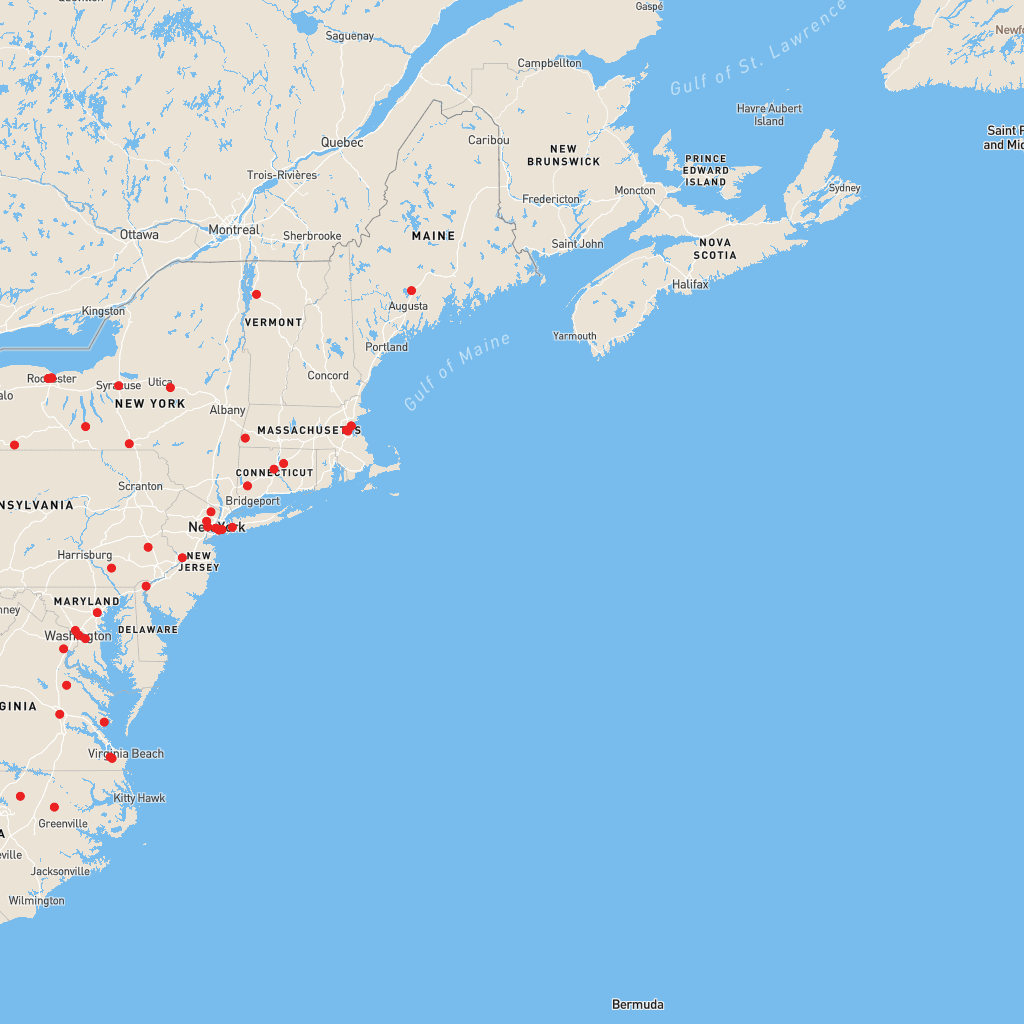 Gaspé
Saguenay
Newfo
Campbellton
Gulf of St. Lawrence
Havre Aubert
Island
Quebec
Caribou
NEW
BRUNSWICK
Saint P
and Mic
PRINCE
EDWARD
ISLAND
Trois-Rivières
Moncton
Sydney
Fredericton
Ottawa
Montreal
Sherbrooke
MAINE
Saint John
NOVA
SCOTIA
Halifax
Kingston
Augusta
VERMONT
Yarmouth
Portland
Gulf of Maine
Rochester
Syracuse
Utica
Concord
alo
NEW YORK
Albany
MASSACHUSETTS
CONNECTICUT
Scranton
Bridgeport
NSYLVANIA
New York
Harrisburg
NEW
JERSEY
MARYLAND
nney
DELAWARE
Washington
GINIA
Virginia Beach
Kitty Hawk
Greenville
A
eville
Jacksonville
Wilmington
Bermuda